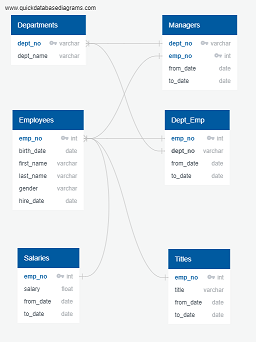 www.quickdatabasediagrams.com
Departments
dept_no varchar
dept_name varchar
Managers
dept_no varchar
emp_no int
from_date date
to_date date
Employees
emp_no int
birth_date date
first_name varchar
last_name varchar
gender varchar
hire_date date
Dept_Emp
emp_no int
dept_no varchar
from_date date
to_date date
Salaries
emp_no int
salary float
from_date date
to_date date
Titles
emp_no int
title varchar
from_date date
to_date date